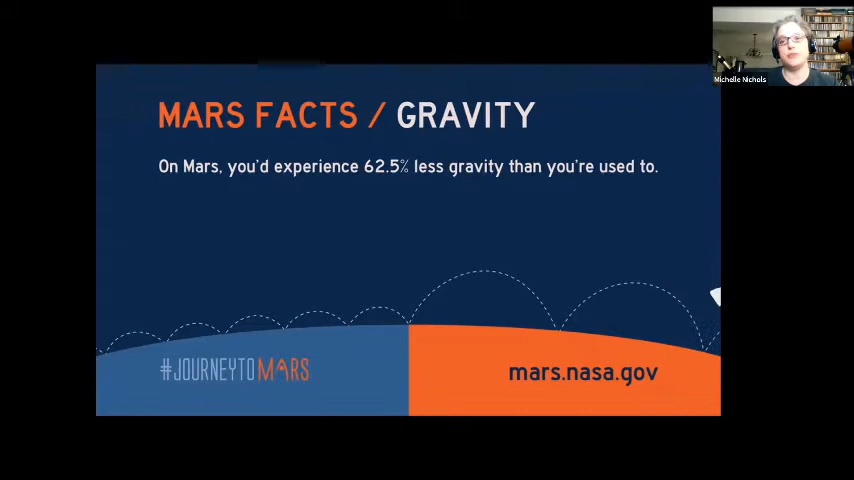 Michelle Nichols
MARS FACTS / GRAVITY
On Mars, you'd experience 62.5% less gravity than you're used to.
#JOURNEYTOMARS
mars.nasa.gov